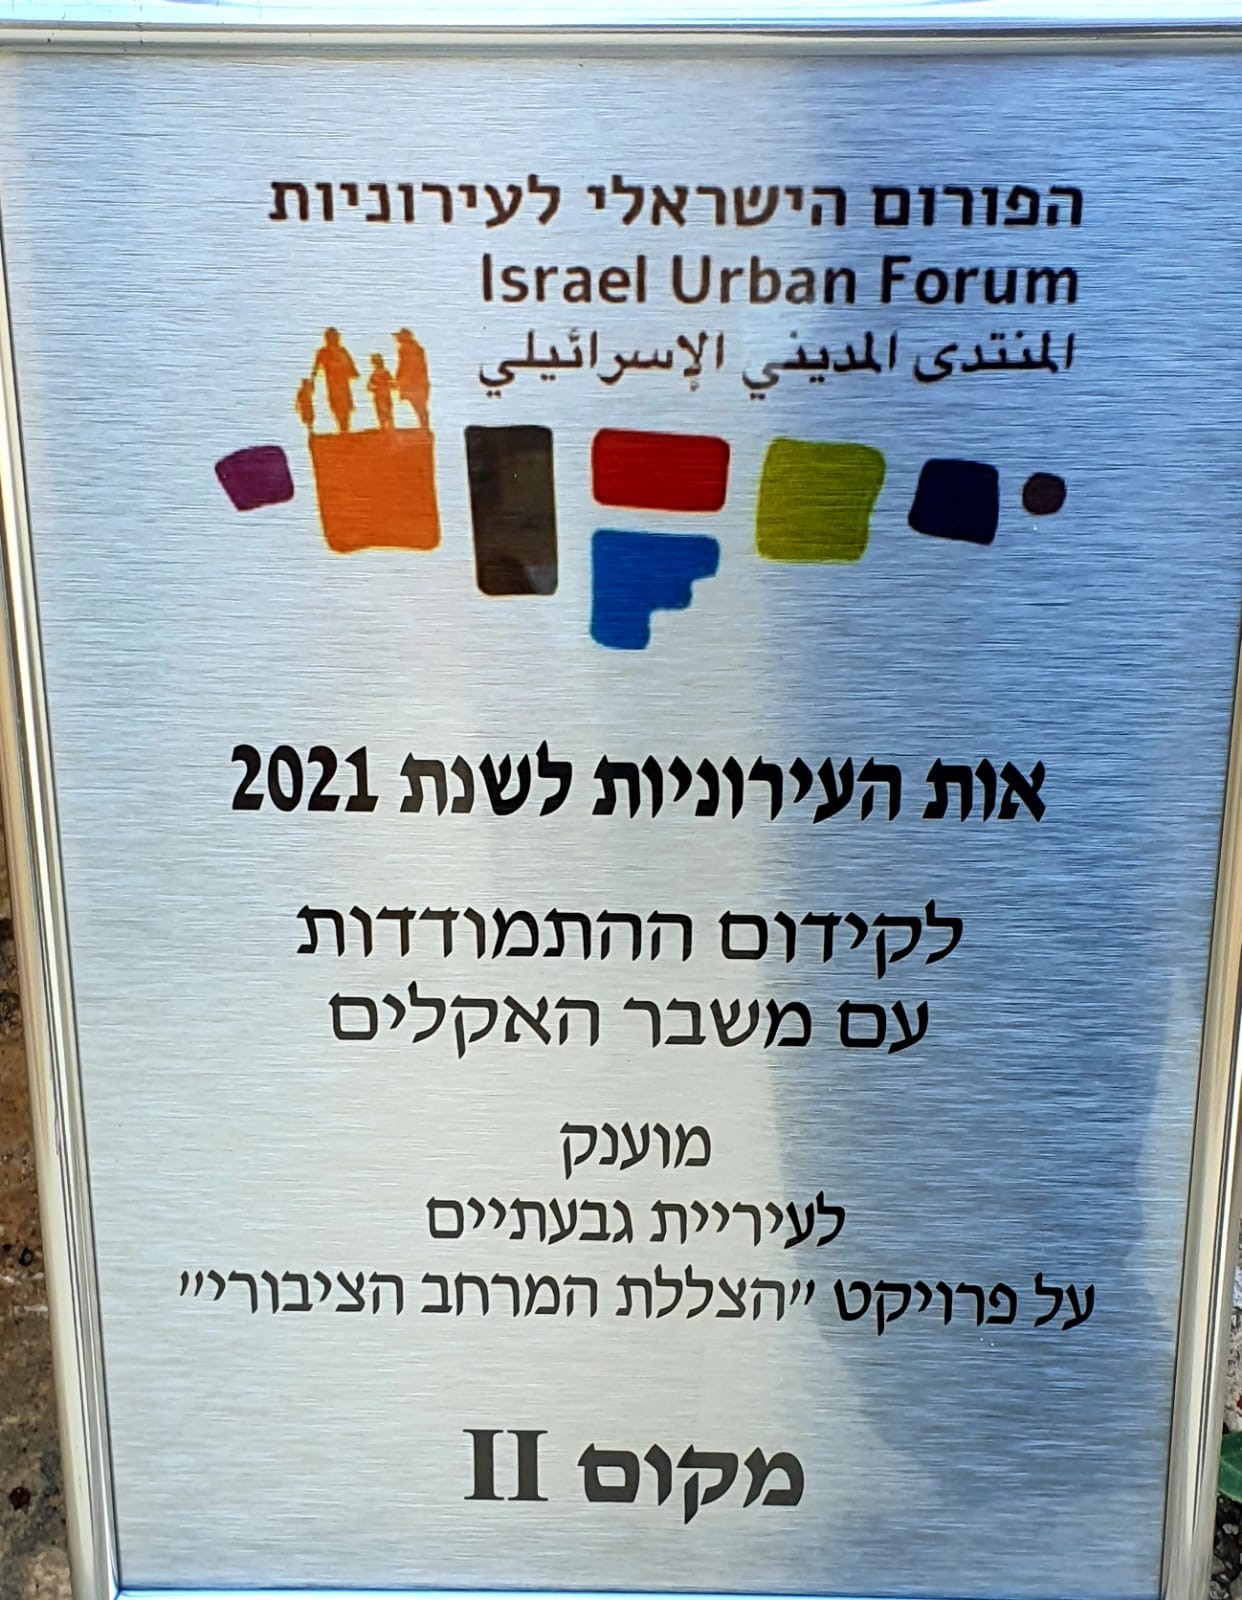 הפורום הישראלי לעירוניות
Israel Urban Forum
المنتدى المديني الإسرائيلي
אות העירוניות לשנת 2021
לקידום ההתמודדות
עם משבר האקלים
מוענק
לעיריית גבעתיים
על פרויקט "הצללת המרחב הציבורי"
מקום II